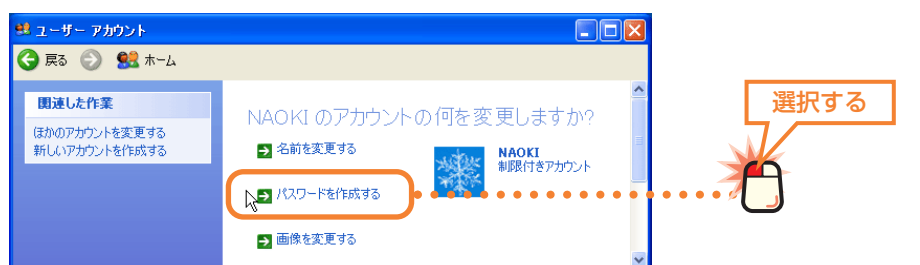 ユーザー アカウント
戻る ホーム
関連した作業
ほかのアカウントを変更する
新しいアカウントを作成する
NAOKI のアカウントの何を変更しますか?
名前を変更する
NAOKI
制限付きアカウント
パスワードを作成する
画像を変更する
選択する